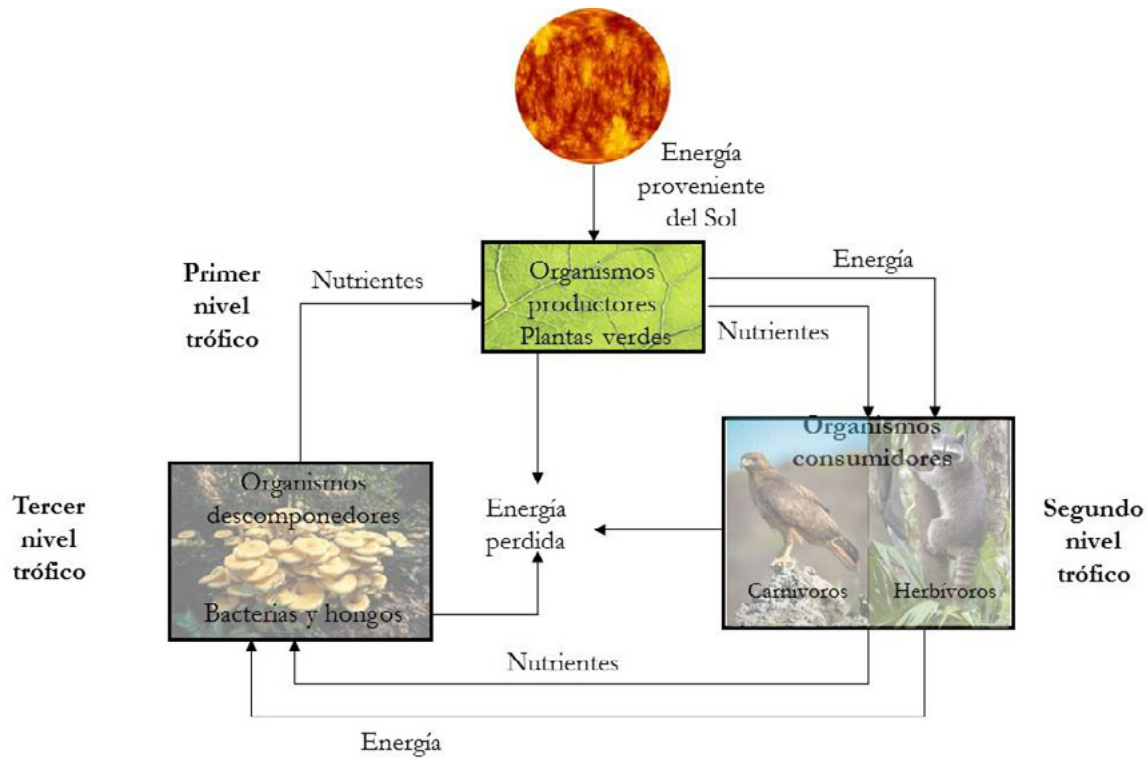 Energía
proveniente
del Sol
Primer
nivel
trófico
Nutrientes
Organismos
productores
Plantas verdes
Energía
Nutrientes
Tercer
nivel
trófico
Organismos
descomponedores
Bacterias y hongos
Energía
perdida
Organismos
consumidores
Carnívoros
Herbívoros
Segundo
nivel
trófico
Nutrientes
Energía